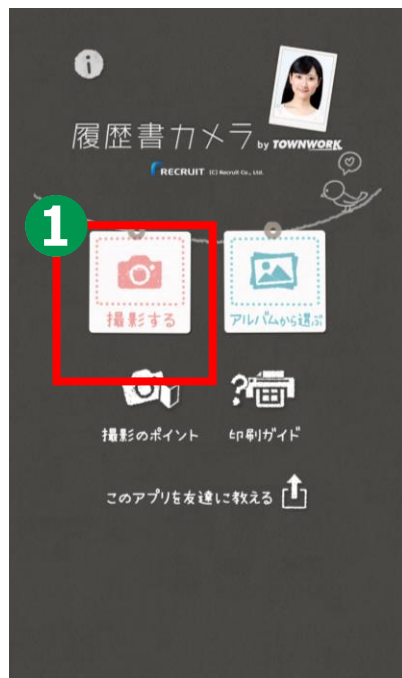 i
履歴書カメラ by TOWNWORK
RECRUIT (C) Recruit Co., Ltd.
1
撮影する
アルバムから選ぶ
撮影のポイント
?
印刷ガイド
このアプリを友達に教える